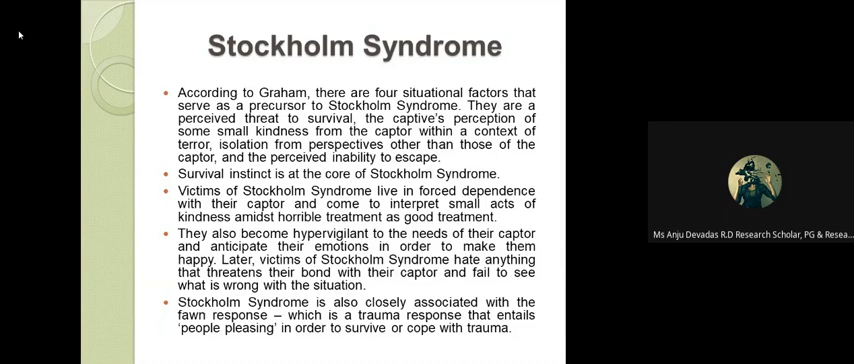 Stockholm Syndrome
According to Graham, there are four situational factors that
serve as a precursor to Stockholm Syndrome. They are a
perceived threat to survival, the captive's perception of
some small kindness from the captor within a context of
terror, isolation from perspectives other than those of the
captor, and the perceived inability to escape.
Survival instinct is at the core of Stockholm Syndrome.
Victims of Stockholm Syndrome live in forced dependence
with their captor and come to interpret small acts of
kindness amidst horrible treatment as good treatment.
They also become hypervigilant to the needs of their captor
and anticipate their emotions in order to make them
happy. Later, victims of Stockholm Syndrome hate anything
that threatens their bond with their captor and fail to see
what is wrong with the situation.
Stockholm Syndrome is also closely associated with the
fawn response – which is a trauma response that entails
'people pleasing' in order to survive or cope with trauma.
Ms Anju Devadas R.D Research Scholar, PG & Resea...